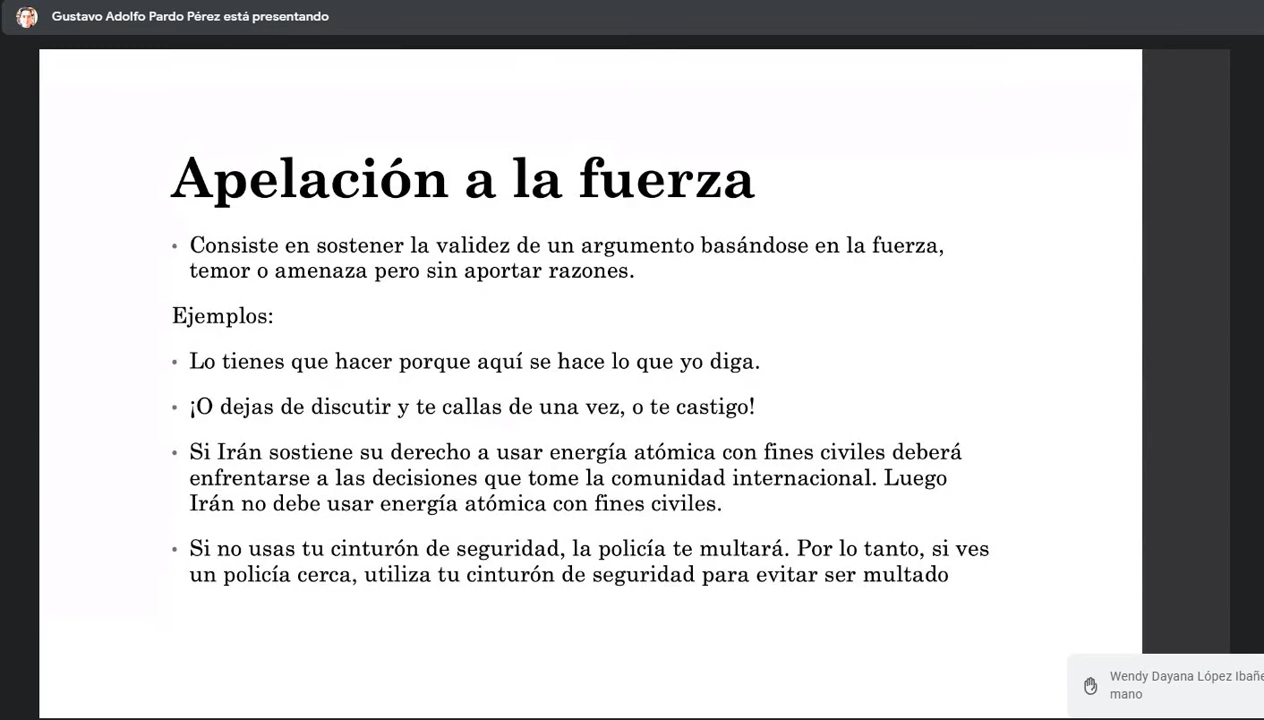 Gustavo Adolfo Pardo Pérez está presentando
Apelación a la fuerza
• Consiste en sostener la validez de un argumento basándose en la fuerza,
temor o amenaza pero sin aportar razones.
Ejemplos:
• Lo tienes que hacer porque aquí se hace lo que yo diga.
• ¡O dejas de discutir y te callas de una vez, o te castigo!
• Si Irán sostiene su derecho a usar energía atómica con fines civiles deberá
enfrentarse a las decisiones que tome la comunidad internacional. Luego
Irán no debe usar energía atómica con fines civiles.
• Si no usas tu cinturón de seguridad, la policía te multará. Por lo tanto, si ves
un policía cerca, utiliza tu cinturón de seguridad para evitar ser multado
Wendy Dayana López
mano